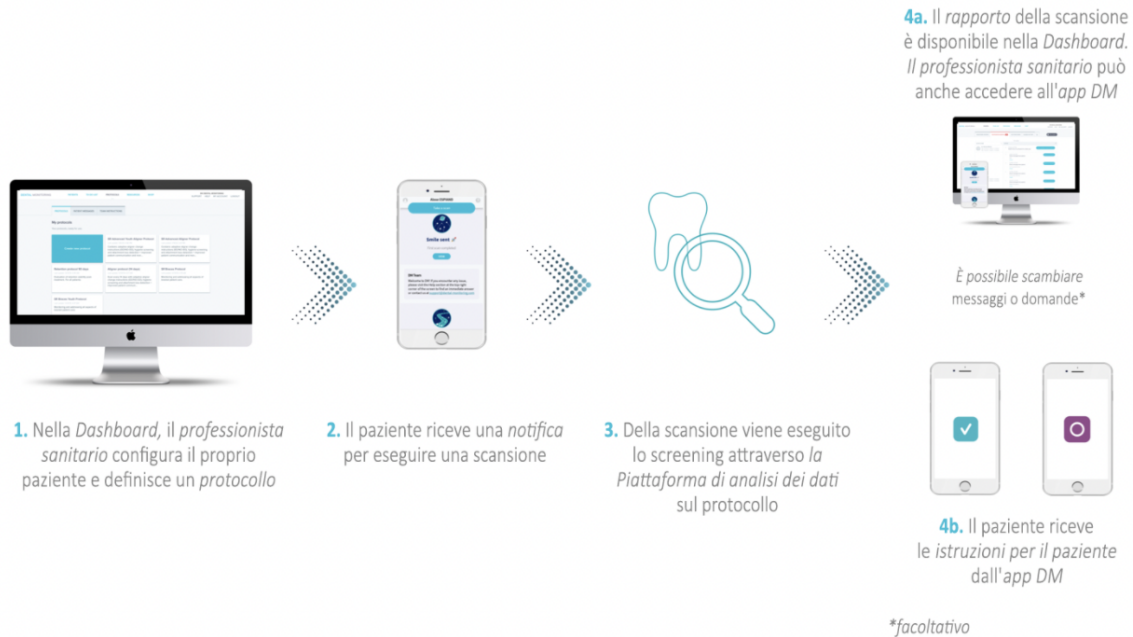 1. Nella Dashboard, il professionista
sanitario configura il proprio
paziente e definisce un protocollo
2. Il paziente riceve una notifica
per eseguire una scansione
3. Della scansione viene eseguito
lo screening attraverso la
Piattaforma di analisi dei dati
sul protocollo
4a. Il rapporto della scansione
è disponibile nella Dashboard.
Il professionista sanitario può
anche accedere all'app DM
È possibile scambiare
messaggi o domande*
4b. Il paziente riceve
le istruzioni per il paziente
dall'app DM
*facoltativo